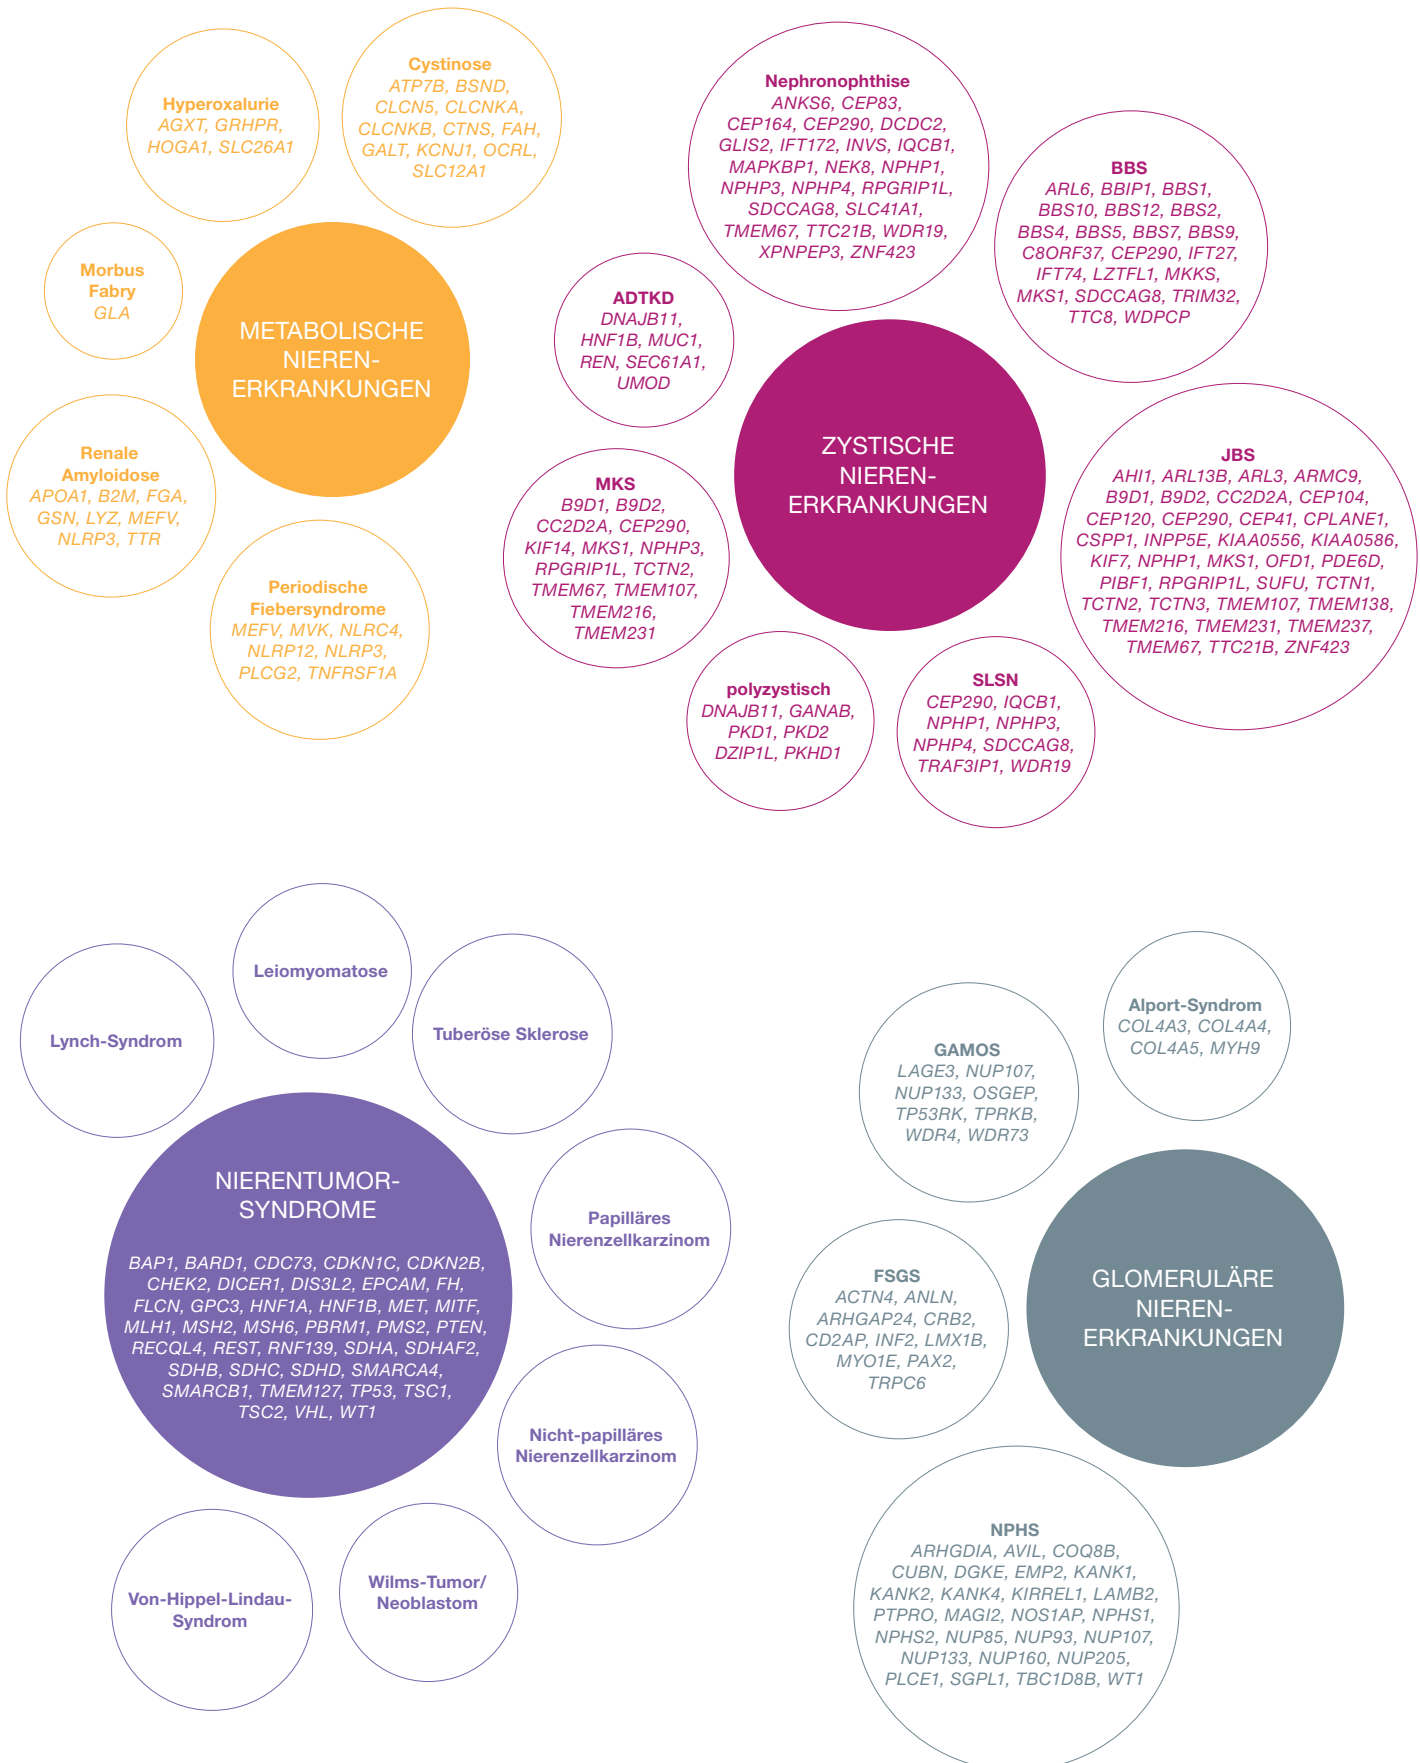 Cystinose
ATP7B, BSND,
CLCN5, CLCNKA,
CLCNKB, CTNS, FAH,
GALT, KCNJ1, OCRL,
SLC12A1
Hyperoxalurie
AGXT, GRHPR,
HOGA1, SLC26A1
Morbus
Fabry
GLA
METABOLISCHE
NIEREN-
ERKRANKUNGEN
Renale
Amyloidose
APOA1, B2M, FGA,
GSN, LYZ, MEFV,
NLRP3, TTR
Periodische
Fiebersyndrome
MEFV, MVK, NLRC4,
NLRP12, NLRP3,
PLCG2, TNFRSF1A
Nephronophthise
ANKS6, CEP83,
CEP164, CEP290, DCDC2,
GLIS2, IFT172, INVS, IQCB1,
MAPKBP1, NEK8, NPHP1,
NPHP3, NPHP4, RPGRIP1L,
SDCCAG8, SLC41A1,
TMEM67, TTC21B, WDR19,
XPNPEP3, ZNF423
BBS
ARL6, BBIP1, BBS1,
BBS10, BBS12, BBS2,
BBS4, BBS5, BBS7, BBS9,
C8ORF37, CEP290, IFT27,
IFT74, LZTFL1, MKKS,
MKS1, SDCCAG8, TRIM32,
TTC8, WDPCP
ADTKD
DNAJB11,
HNF1B, MUC1,
REN, SEC61A1,
UMOD
ZYSTISCHE
NIEREN-
ERKRANKUNGEN
JBS
AHI1, ARL13B, ARL3, ARMC9,
B9D1, B9D2, CC2D2A, CEP104,
CEP120, CEP290, CEP41, CPLANE1,
CSPP1, INPP5E, KIAA0556, KIAA0586,
KIF7, NPHP1, MKS1, OFD1, PDE6D,
PIBF1, RPGRIP1L, SUFU, TCTN1,
TCTN2, TCTN3, TMEM107, TMEM138,
TMEM216, TMEM231, TMEM237,
TMEM67, TTC21B, ZNF423
MKS
B9D1, B9D2,
CC2D2A, CEP290,
KIF14, MKS1, NPHP3,
RPGRIP1L, TCTN2,
TMEM67, TMEM107,
TMEM216,
TMEM231
polyzystisch
DNAJB11, GANAB,
PKD1, PKD2
DZIP1L, PKHD1
SLSN
CEP290, IQCB1,
NPHP1, NPHP3,
NPHP4, SDCCAG8,
TRAF3IP1, WDR19
Leiomyomatose
Lynch-Syndrom
Tuberöse Sklerose
NIERENTUMOR-
SYNDROME
BAP1, BARD1, CDC73, CDKN1C, CDKN2B,
CHEK2, DICER1, DIS3L2, EPCAM, FH,
FLCN, GPC3, HNF1A, HNF1B, MET, MITF,
MLH1, MSH2, MSH6, PBRM1, PMS2, PTEN,
RECQL4, REST, RNF139, SDHA, SDHAF2,
SDHB, SDHC, SDHD, SMARCA4,
SMARCB1, TMEM127, TP53, TSC1,
TSC2, VHL, WT1
Papilläres
Nierenzellkarzinom
Nicht-papilläres
Nierenzellkarzinom
Wilms-Tumor/
Neoblastom
Von-Hippel-Lindau-
Syndrom
Alport-Syndrom
COL4A3, COL4A4,
COL4A5, MYH9
GAMOS
LAGE3, NUP107,
NUP133, OSGEP,
TP53RK, TPRKB,
WDR4, WDR73
FSGS
ACTN4, ANLN,
ARHGAP24, CRB2,
CD2AP, INF2, LMX1B,
MYO1E, PAX2,
TRPC6
GLOMERULÄRE
NIEREN-
ERKRANKUNGEN
NPHS
ARHGDIA, AVIL, COQ8B,
CUBN, DGKE, EMP2, KANK1,
KANK2, KANK4, KIRREL1, LAMB2,
PTPRO, MAGI2, NOS1AP, NPHS1,
NPHS2, NUP85, NUP93, NUP107,
NUP133, NUP160, NUP205,
PLCE1, SGPL1, TBC1D8B, WT1